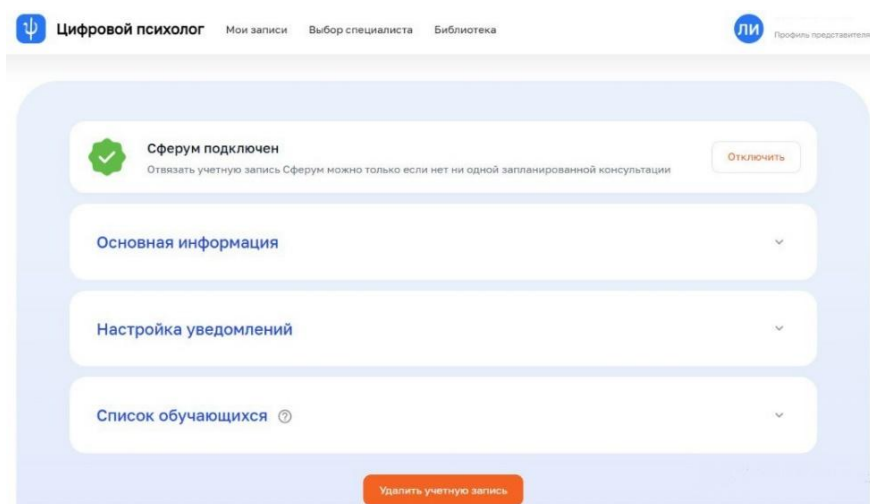 Цифровой психолог Мои записи Выбор специалиста Библиотека ЛИ
Профиль представителя
Сферум подключен
Отвязать учетную запись Сферум можно только если нет ни одной запланированной консультации
Отключить
Основная информация
Настройка уведомлений
Список обучающихся
Удалить учетную запись